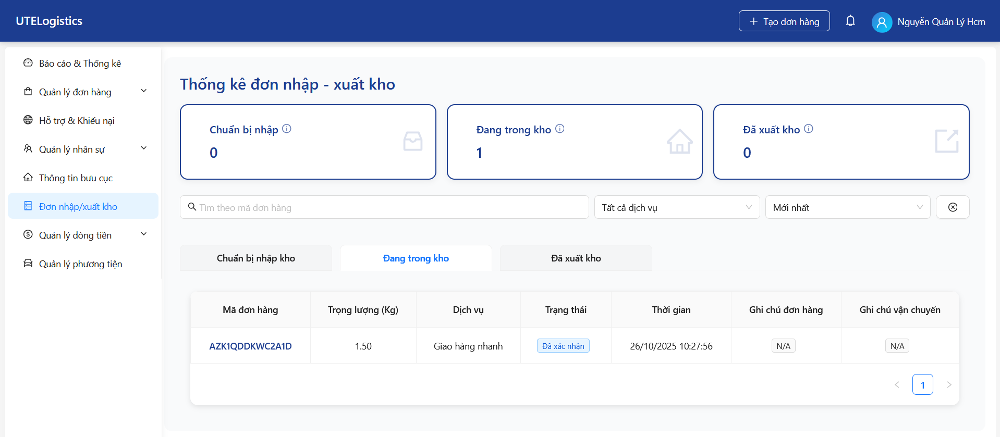 UTELogistics
Tạo đơn hàng
Nguyễn Quản Lý Hcm
Báo cáo & Thống kê
Quản lý đơn hàng
Hỗ trợ & Khiếu nại
Quản lý nhân sự
Thông tin bưu cục
Đơn nhập/xuất kho
Quản lý dòng tiền
Quản lý phương tiện
Thống kê đơn nhập - xuất kho
Chuẩn bị nhập
0
Đang trong kho
1
Đã xuất kho
0
Tìm theo mã đơn hàng
Tất cả dịch vụ
Mới nhất
Chuẩn bị nhập kho
Đang trong kho
Đã xuất kho
Mã đơn hàng
Trọng lượng (Kg)
Dịch vụ
Trạng thái
Thời gian
Ghi chú đơn hàng
Ghi chú vận chuyển
AZK1QDDKWC2A1D
1.50
Giao hàng nhanh
Đã xác nhận
26/10/2025 10:27:56
N/A
N/A
1